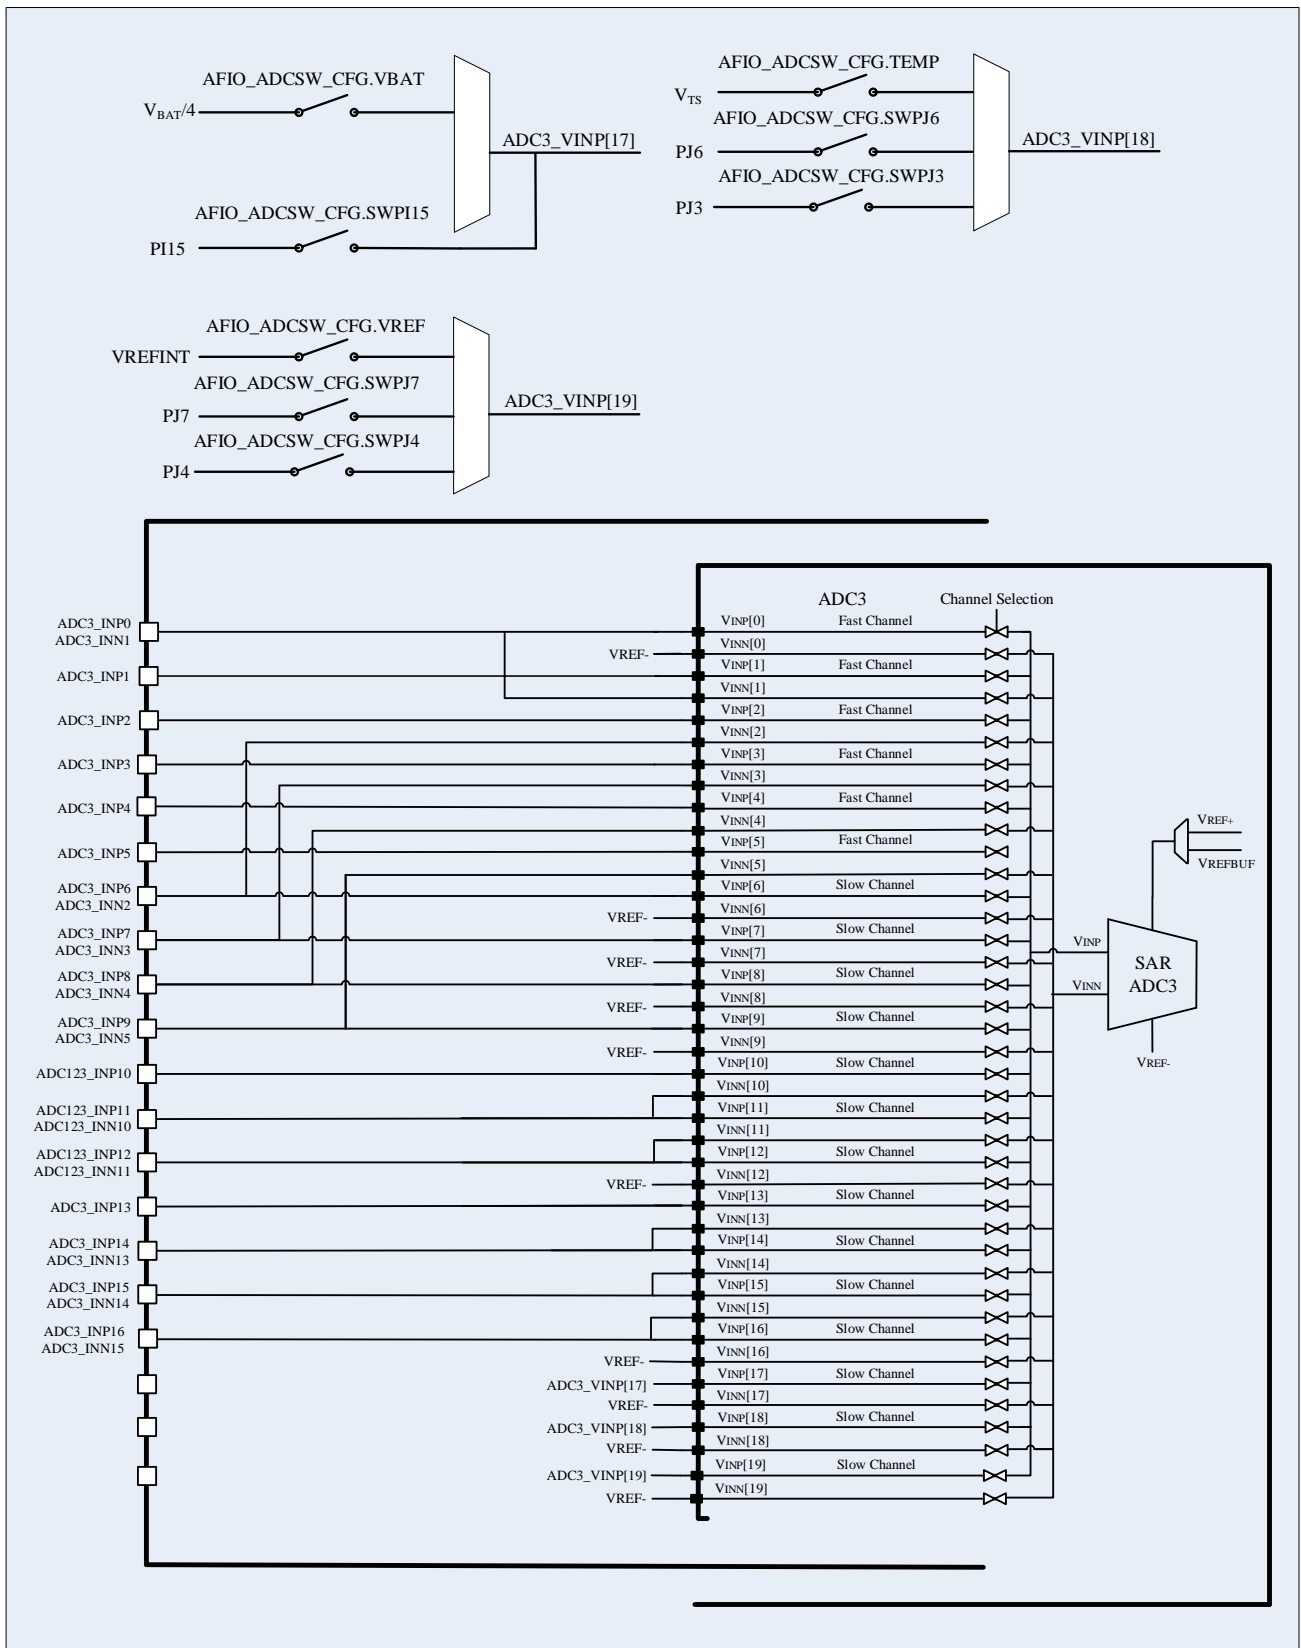 AFIO_ADCSW_CFG.VBAT
VBAT/4
ADC3_VINP[17]
AFIO_ADCSW_CFG.SWPI15
PI15
AFIO_ADCSW_CFG.TEMP
VTS
AFIO_ADCSW_CFG.SWPJ6
PJ6
ADC3_VINP[18]
AFIO_ADCSW_CFG.SWPJ3
PJ3
AFIO_ADCSW_CFG.VREF
VREFINT
AFIO_ADCSW_CFG.SWPJ7
PJ7
ADC3_VINP[19]
AFIO_ADCSW_CFG.SWPJ4
PJ4
ADC3 Channel Selection
ADC3_INP0
ADC3_INN1
ADC3_INP1
ADC3_INP2
ADC3_INP3
ADC3_INP4
ADC3_INP5
ADC3_INP6
ADC3_INN2
ADC3_INP7
ADC3_INN3
ADC3_INP8
ADC3_INN4
ADC3_INP9
ADC3_INN5
ADC123_INP10
ADC123_INP11
ADC123_INN10
ADC123_INP12
ADC123_INN11
ADC3_INP13
ADC3_INP14
ADC3_INN13
ADC3_INP15
ADC3_INN14
ADC3_INP16
ADC3_INN15
VINP[0] Fast Channel
VREF- VINN[0]
VINP[1] Fast Channel
VINN[1]
VINP[2] Fast Channel
VINN[2]
VINP[3] Fast Channel
VINN[3]
VINP[4] Fast Channel
VINN[4]
VINP[5] Fast Channel
VINN[5]
VINP[6] Slow Channel
VREF- VINN[6]
VINP[7] Slow Channel
VREF- VINN[7]
VINP[8] Slow Channel
VREF- VINN[8]
VINP[9] Slow Channel
VREF- VINN[9]
VINP[10] Slow Channel
VINN[10]
VINP[11] Slow Channel
VINN[11]
VINP[12] Slow Channel
VREF- VINN[12]
VINP[13] Slow Channel
VINN[13]
VINP[14] Slow Channel
VINN[14]
VINP[15] Slow Channel
VINN[15]
VINP[16] Slow Channel
VREF- VINN[16]
ADC3_VINP[17] VINP[17] Slow Channel
VREF- VINN[17]
ADC3_VINP[18] VINP[18] Slow Channel
VREF- VINN[18]
ADC3_VINP[19] VINP[19] Slow Channel
VREF- VINN[19]
VREF+
VREFBUF
VINP
VINN
SAR
ADC3
VREF-